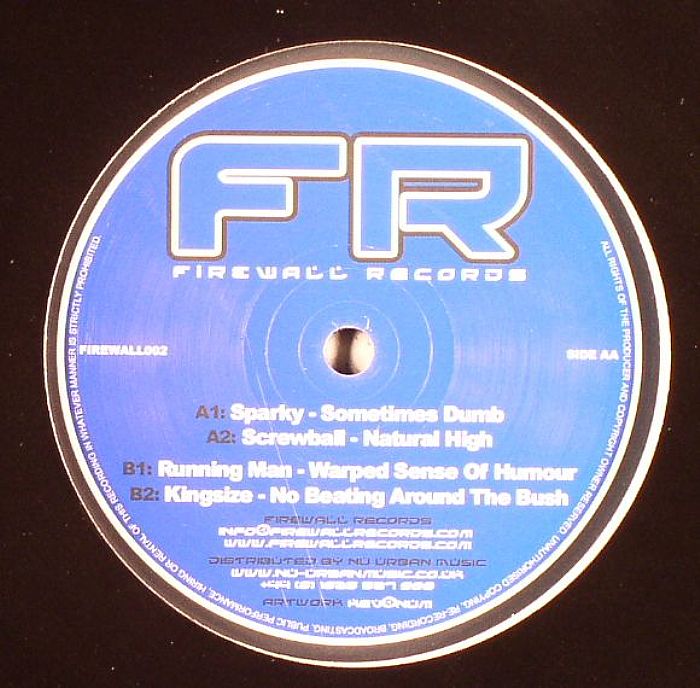 FR
FIREWALL RECORDS
FIREWALL002
SIDE AA
A1: Sparky - Sometimes Dumb
A2: Screwball - Natural High
B1: Running Man - Warped Sense Of Humour
B2: Kingsize - No Beating Around The Bush
FIREWALL RECORDS
INFO@FIREWALLRECORDS.COM
WWW.FIREWALLRECORDS.COM
DISTRIBUTED BY NU URBAN MUSIC
WWW.NU-URBANMUSIC.CO.UK
ARTWORK
ALL RIGHTS OF THE PRODUCER AND COPYRIGHT OWNER RESERVED. UNAUTHORISED COPYING, RE-RECORDING, BROADCASTING, PUBLIC PERFORMANCE, HIRING OR RENTAL OF THIS RECORDING IN WHATEVER MANNER IS STRICTLY PROHIBITED.